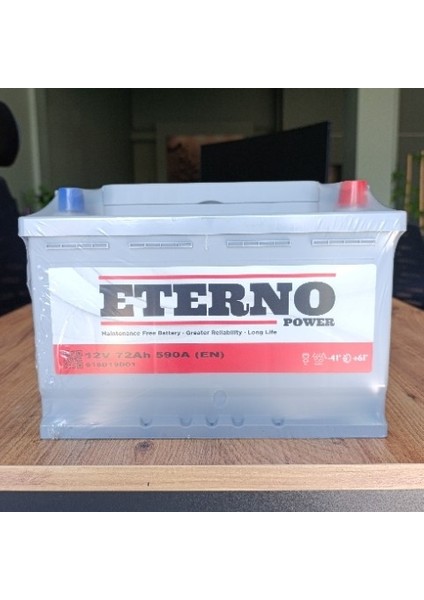 ETERNO
POWER
Maintenance Free Battery - Greater Reliability - Long Life
12V 72Ah 590A (EN)